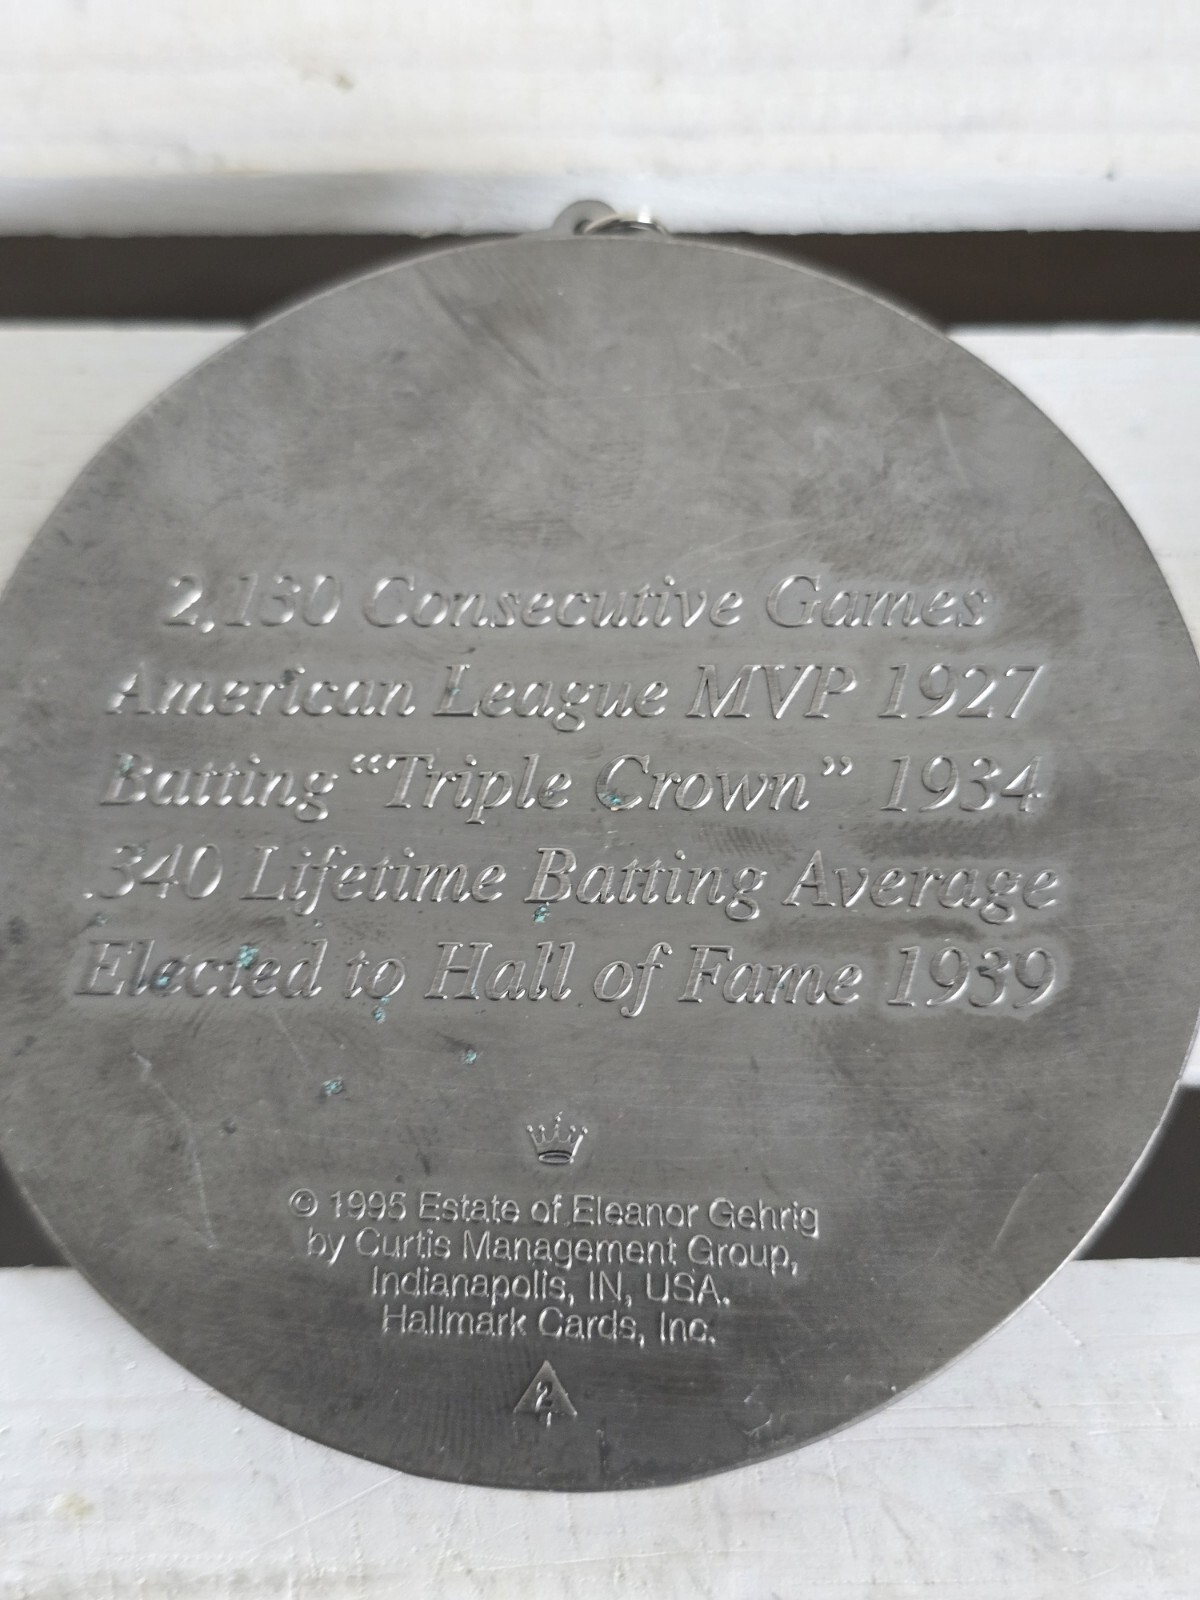 2,130 Consecutive Games
American League MVP 1927
Batting “Triple Crown” 1934
.340 Lifetime Batting Average
Elected to Hall of Fame 1939
© 1995 Estate of Eleanor Gehrig
by Curtis Management Group,
Indianapolis, IN, USA.
Hallmark Cards, Inc.
2